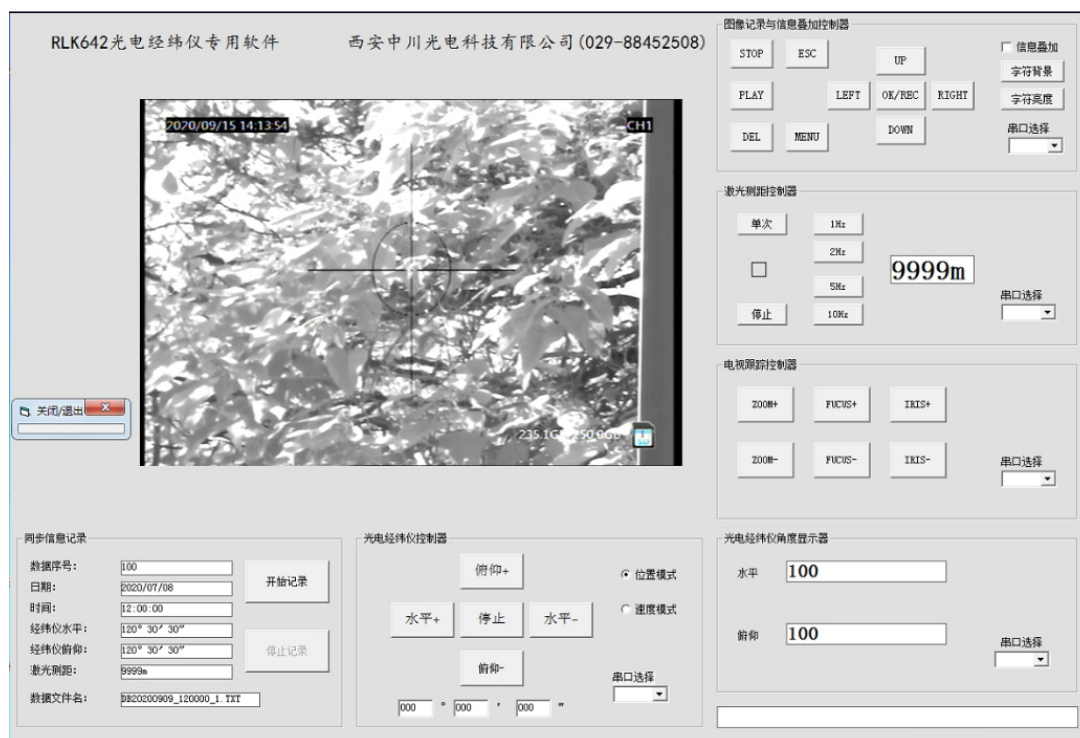 RLK642光电经纬仪专用软件
西安中川光电科技有限公司(029-88452508)
2020/09/15 14:13:54
CH1
关闭/退出
图像记录与信息叠加控制器
STOP
ESC
UP
信息叠加
字符背景
PLAY
LEFT
OK/REC
RIGHT
字符亮度
DEL
MENU
DOWN
串口选择
激光测距控制器
单次
1Hz
2Hz
9999m
5Hz
串口选择
停止
10Hz
电视跟踪控制器
ZOOM+
FUCUS+
IRIS+
ZOOM-
FUCUS-
IRIS-
串口选择
同步信息记录
数据序号:
100
开始记录
日期:
2020/07/08
时间:
12:00:00
经纬仪水平:
120° 30′ 30″
经纬仪俯仰:
120° 30′ 30″
停止记录
激光测距:
9999m
数据文件名:
DB20200909_120000_1.TXT
光电经纬仪控制器
俯仰+
位置模式
水平+
停止
水平-
速度模式
俯仰-
串口选择
000 ° 000 ′ 000 ″
光电经纬仪角度显示器
水平
100
俯仰
100
串口选择